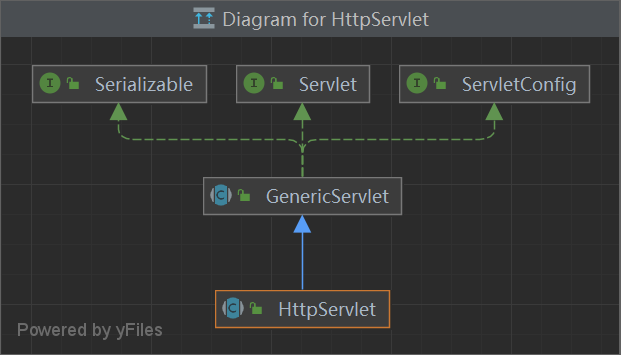 Diagram for HttpServlet
I Serializable
I Servlet
I ServletConfig
C GenericServlet
C HttpServlet
Powered by yFiles